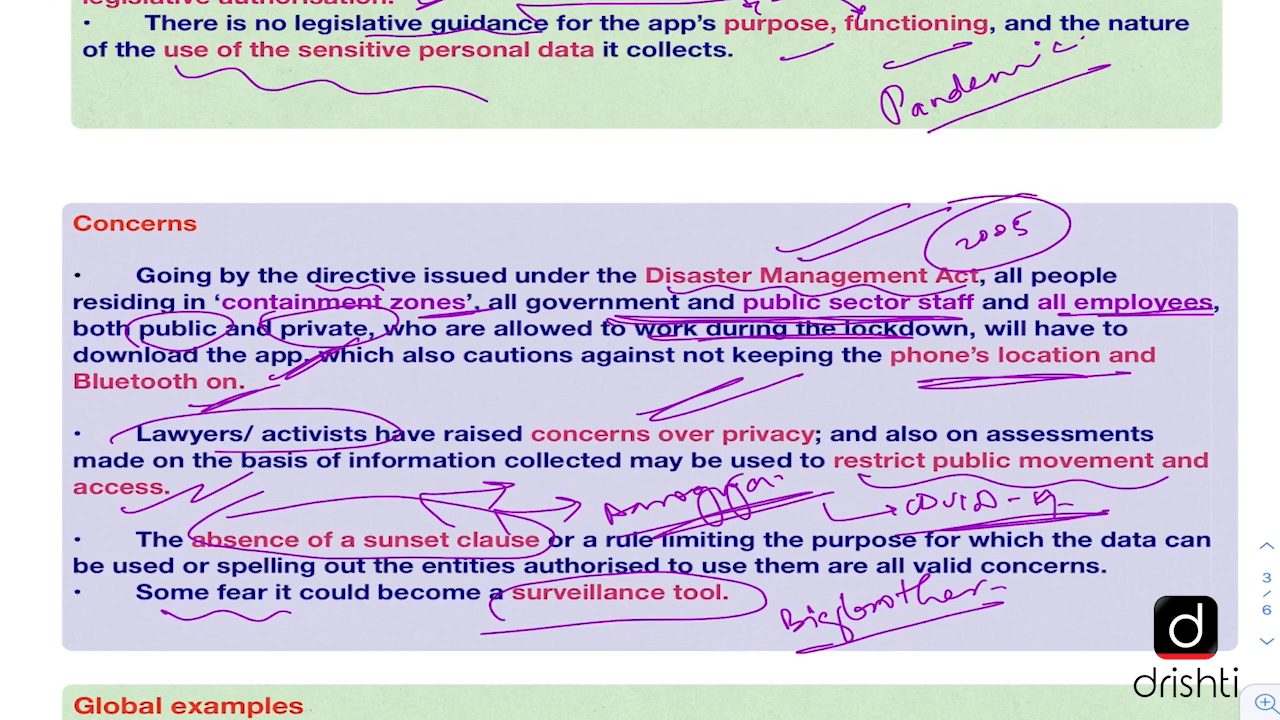 legislative authorisation.
• There is no legislative guidance for the app's purpose, functioning, and the nature
of the use of the sensitive personal data it collects.
Pandemic
Concerns
2005
• Going by the directive issued under the Disaster Management Act, all people
residing in ‘containment zones’, all government and public sector staff and all employees,
both public and private, who are allowed to work during the lockdown, will have to
download the app, which also cautions against not keeping the phone's location and
Bluetooth on.
• Lawyers/ activists have raised concerns over privacy; and also on assessments
made on the basis of information collected may be used to restrict public movement and
access.
COVID-19
• The absence of a sunset clause or a rule limiting the purpose for which the data can
be used or spelling out the entities authorised to use them are all valid concerns.
• Some fear it could become a surveillance tool.
Big brother
3
/
6
d
drishti
Global examples